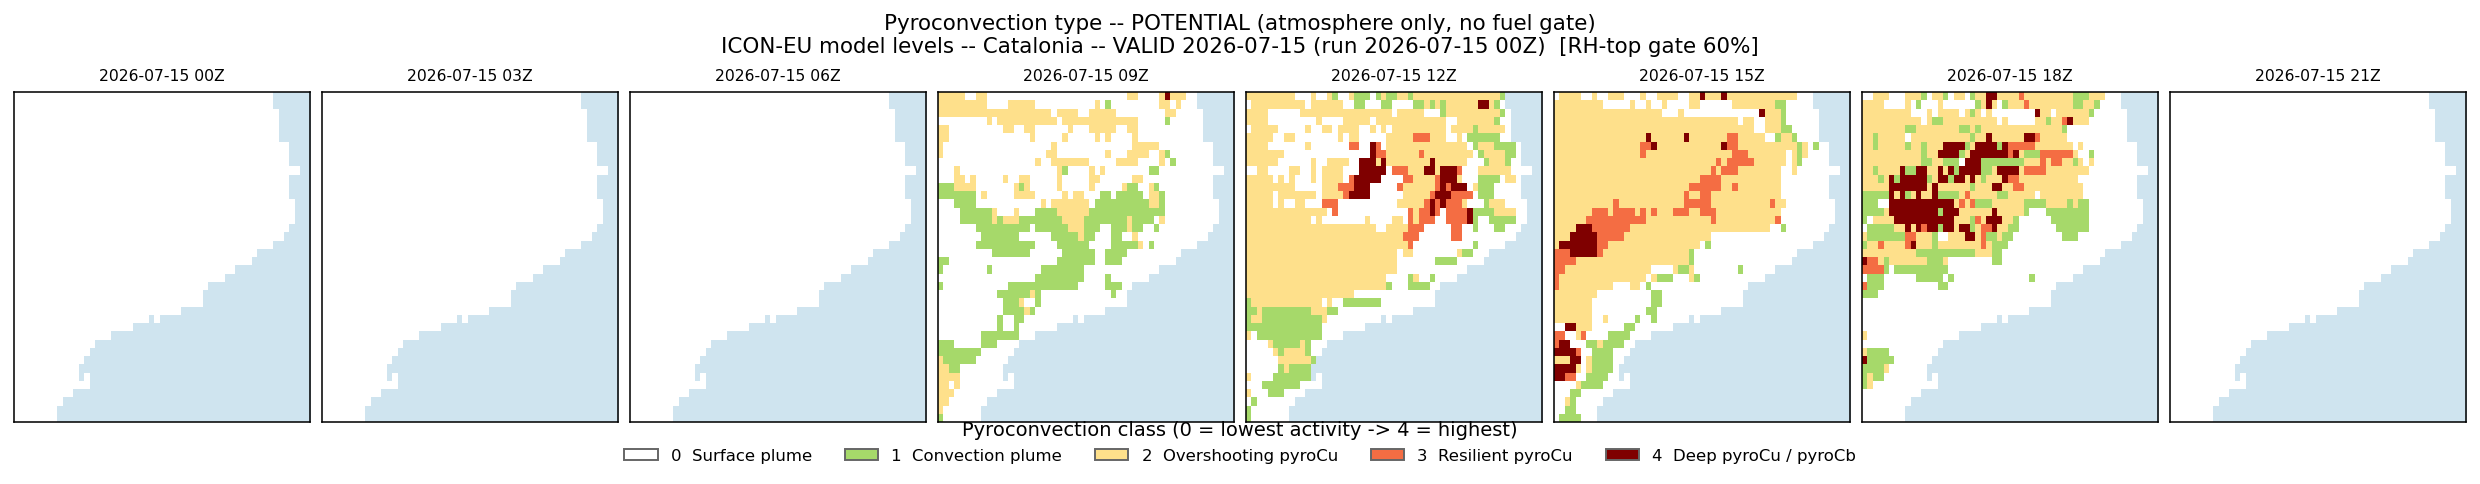 Pyroconvection type -- POTENTIAL (atmosphere only, no fuel gate)
ICON-EU model levels -- Catalonia -- VALID 2026-07-15 (run 2026-07-15 00Z)  [RH-top gate 60%]
2026-07-15 00Z
2026-07-15 03Z
2026-07-15 06Z
2026-07-15 09Z
2026-07-15 12Z
2026-07-15 15Z
2026-07-15 18Z
2026-07-15 21Z
Pyroconvection class (0 = lowest activity -> 4 = highest)
0  Surface plume
1  Convection plume
2  Overshooting pyroCu
3  Resilient pyroCu
4  Deep pyroCu / pyroCb